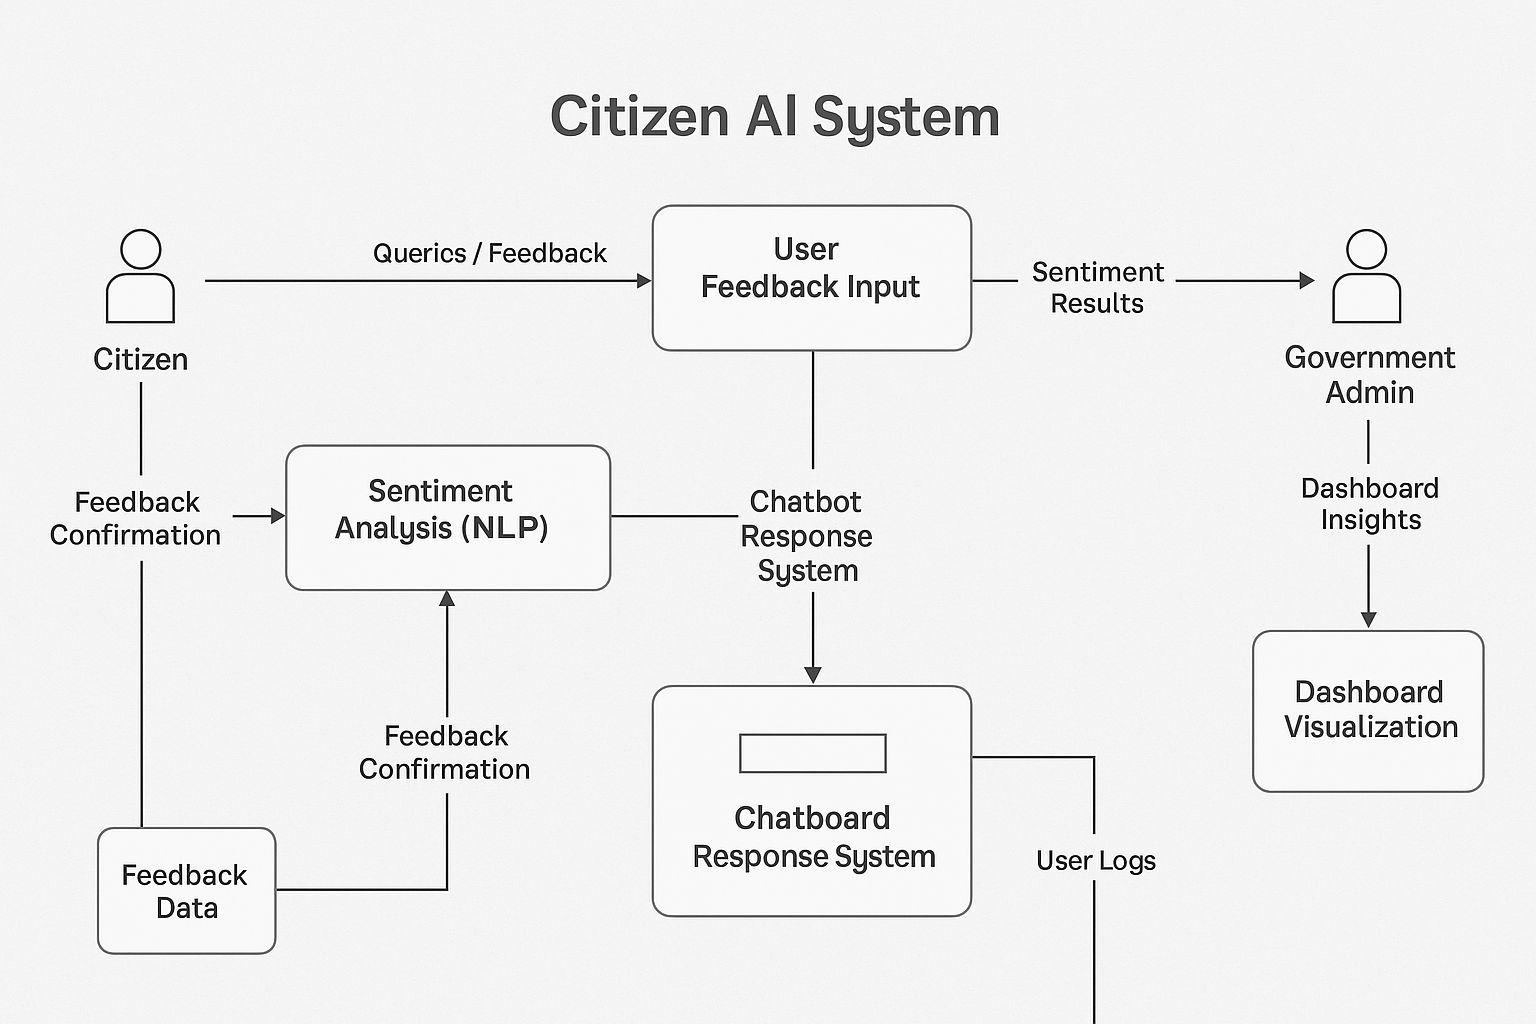 Citizen AI System
Querics / Feedback
User
Feedback Input
Sentiment
Results
Citizen
Government
Admin
Feedback
Confirmation
Sentiment
Analysis (NLP)
Chatbot
Response
System
Dashboard
Insights
Feedback
Confirmation
Dashboard
Visualization
Chatboard
Response System
User Logs
Feedback
Data